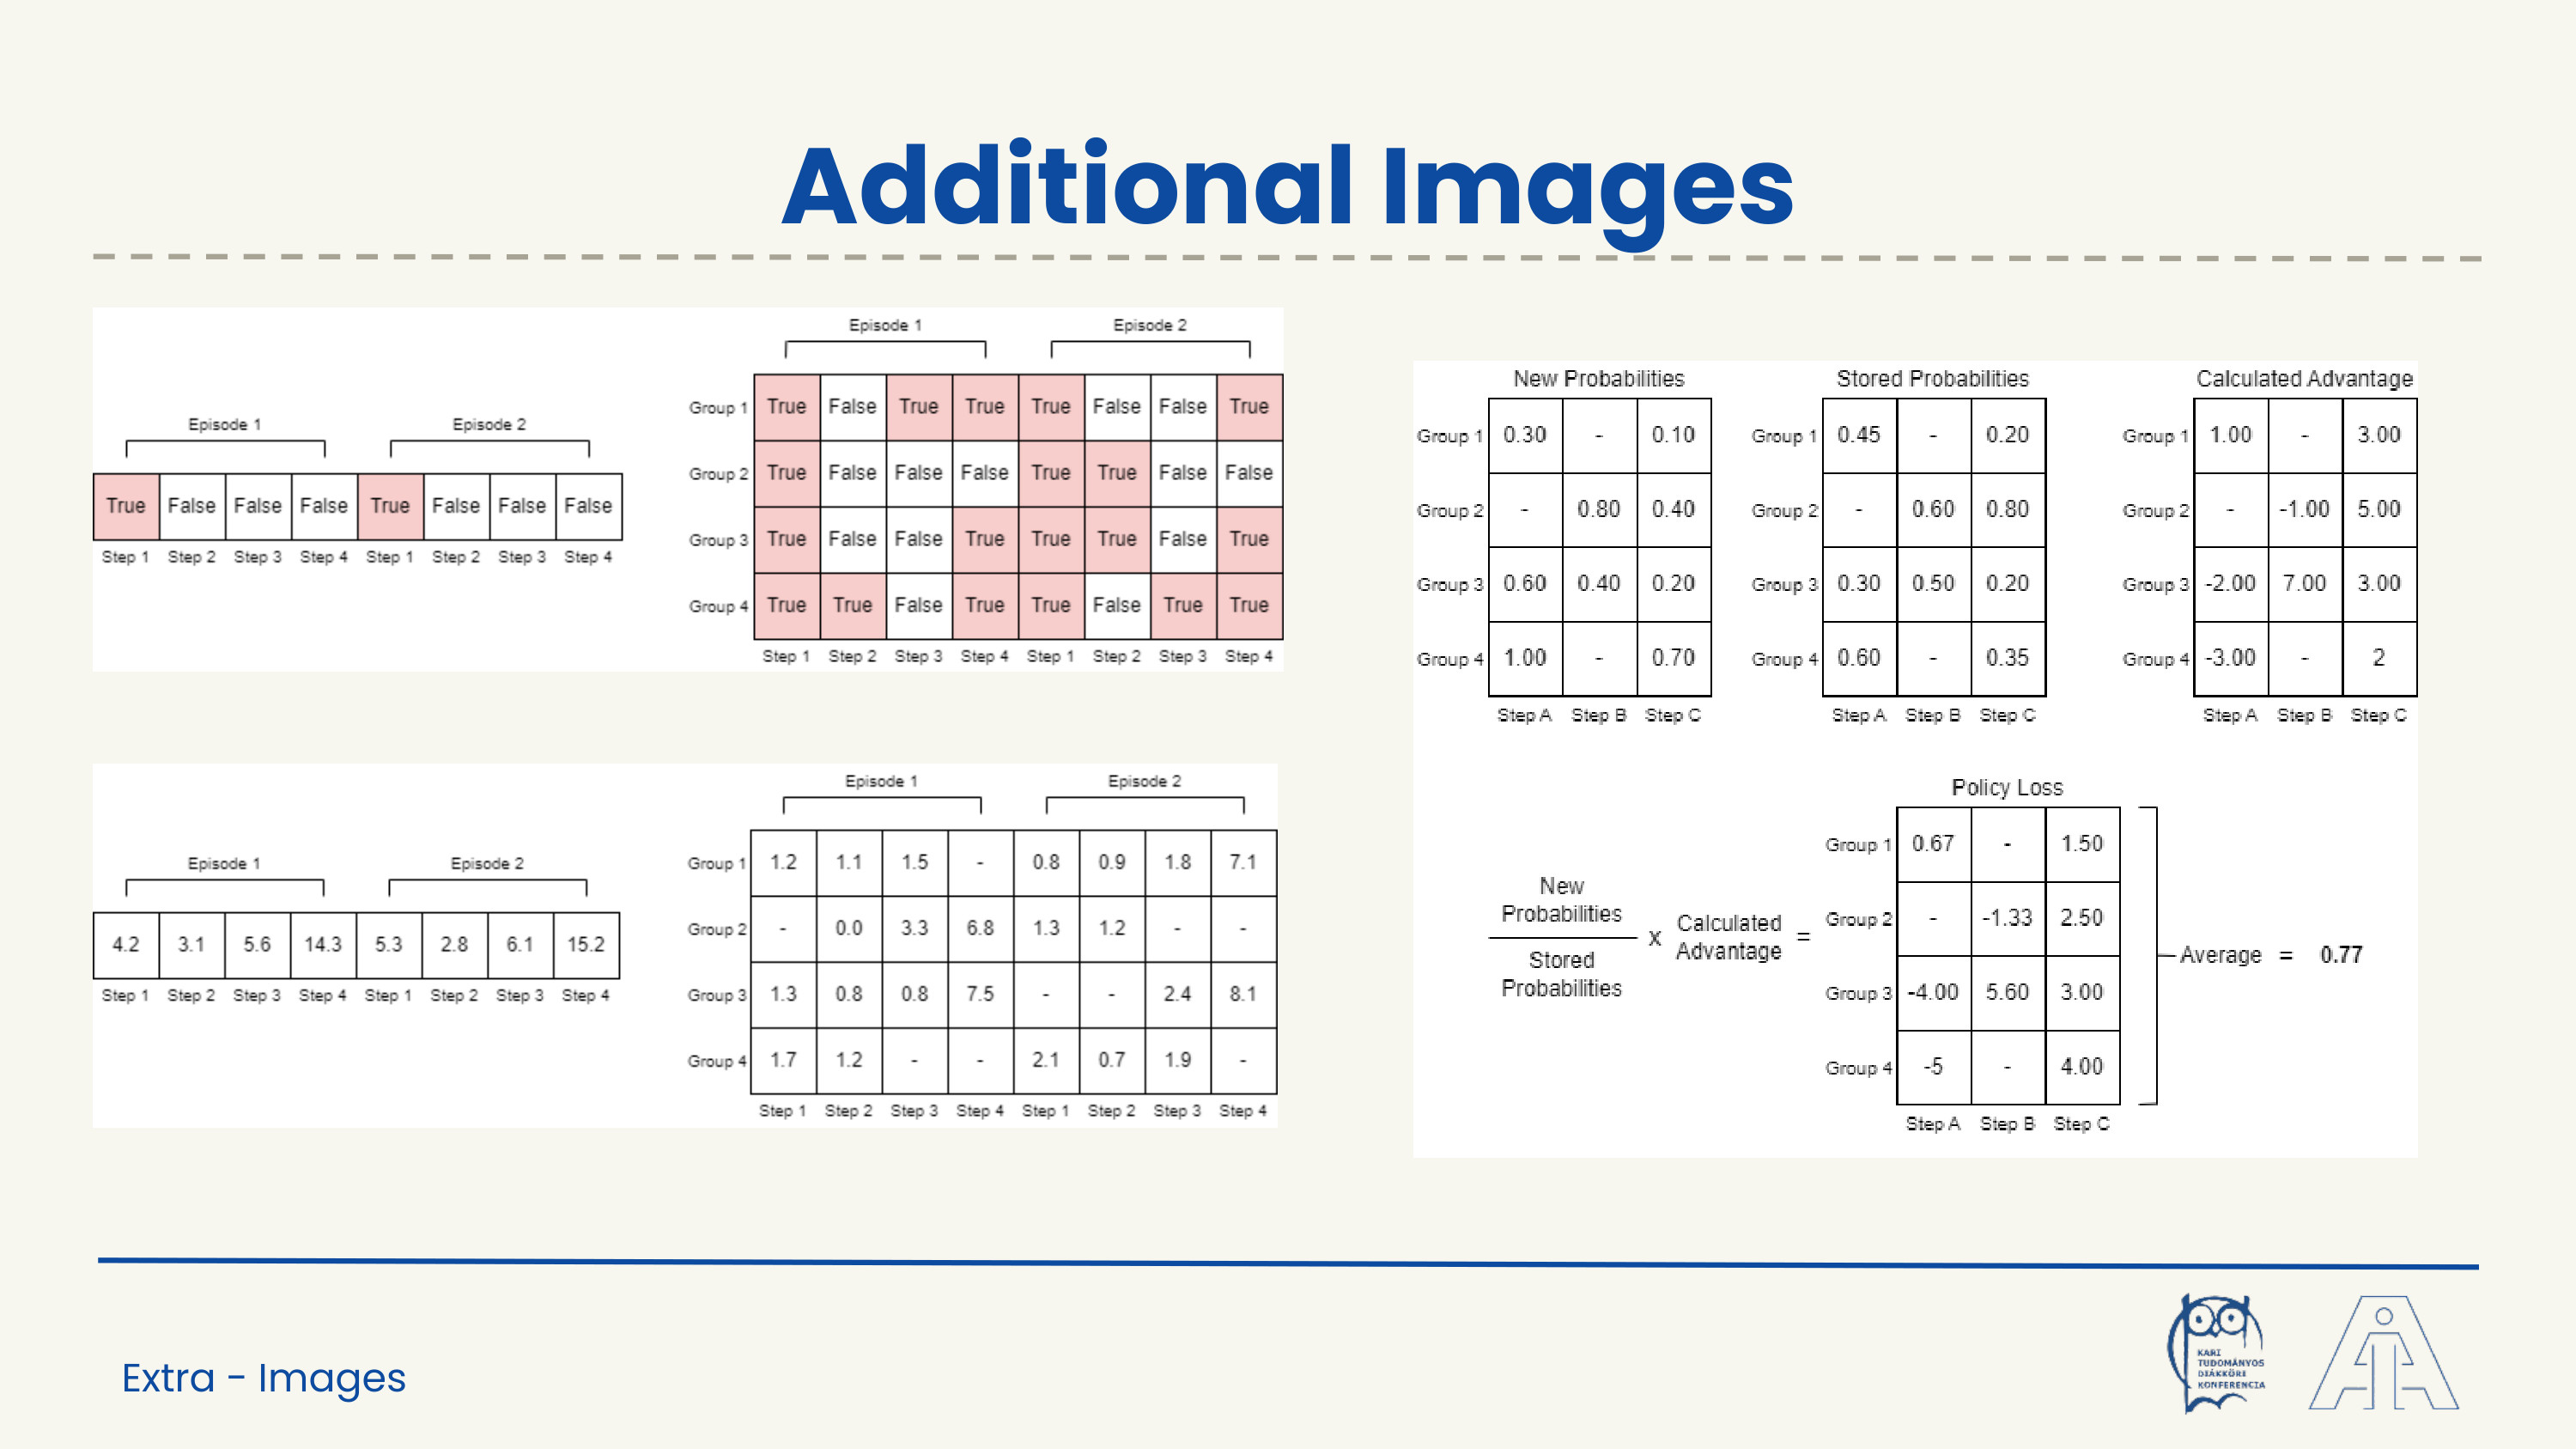 Additional Images
Episode 1 Episode 2
True False False False True False False False
Step 1 Step 2 Step 3 Step 4 Step 1 Step 2 Step 3 Step 4
Episode 1 Episode 2
Group 1 True False True True True False False True
Group 2 True False False False True True False False
Group 3 True False False True True True False True
Group 4 True True False True True False True True
Step 1 Step 2 Step 3 Step 4 Step 1 Step 2 Step 3 Step 4
Episode 1 Episode 2
4.2 3.1 5.6 14.3 5.3 2.8 6.1 15.2
Step 1 Step 2 Step 3 Step 4 Step 1 Step 2 Step 3 Step 4
Episode 1 Episode 2
Group 1 1.2 1.1 1.5 - 0.8 0.9 1.8 7.1
Group 2 - 0.0 3.3 6.8 1.3 1.2 - -
Group 3 1.3 0.8 0.8 7.5 - - 2.4 8.1
Group 4 1.7 1.2 - - 2.1 0.7 1.9 -
Step 1 Step 2 Step 3 Step 4 Step 1 Step 2 Step 3 Step 4
New Probabilities
Group 1 0.30 - 0.10
Group 2 - 0.80 0.40
Group 3 0.60 0.40 0.20
Group 4 1.00 - 0.70
Step A Step B Step C
Stored Probabilities
Group 1 0.45 - 0.20
Group 2 - 0.60 0.80
Group 3 0.30 0.50 0.20
Group 4 0.60 - 0.35
Step A Step B Step C
Calculated Advantage
Group 1 1.00 - 3.00
Group 2 - -1.00 5.00
Group 3 -2.00 7.00 3.00
Group 4 -3.00 - 2
Step A Step B Step C
New
Probabilities
Stored
Probabilities
x
Calculated
Advantage
=
Policy Loss
Group 1 0.67 - 1.50
Group 2 - -1.33 2.50
Group 3 -4.00 5.60 3.00
Group 4 -5 - 4.00
Step A Step B Step C
Average = 0.77
Extra - Images
KARI
TUDOMÁNYOS
DIÁKKÖRI
KONFERENCIA